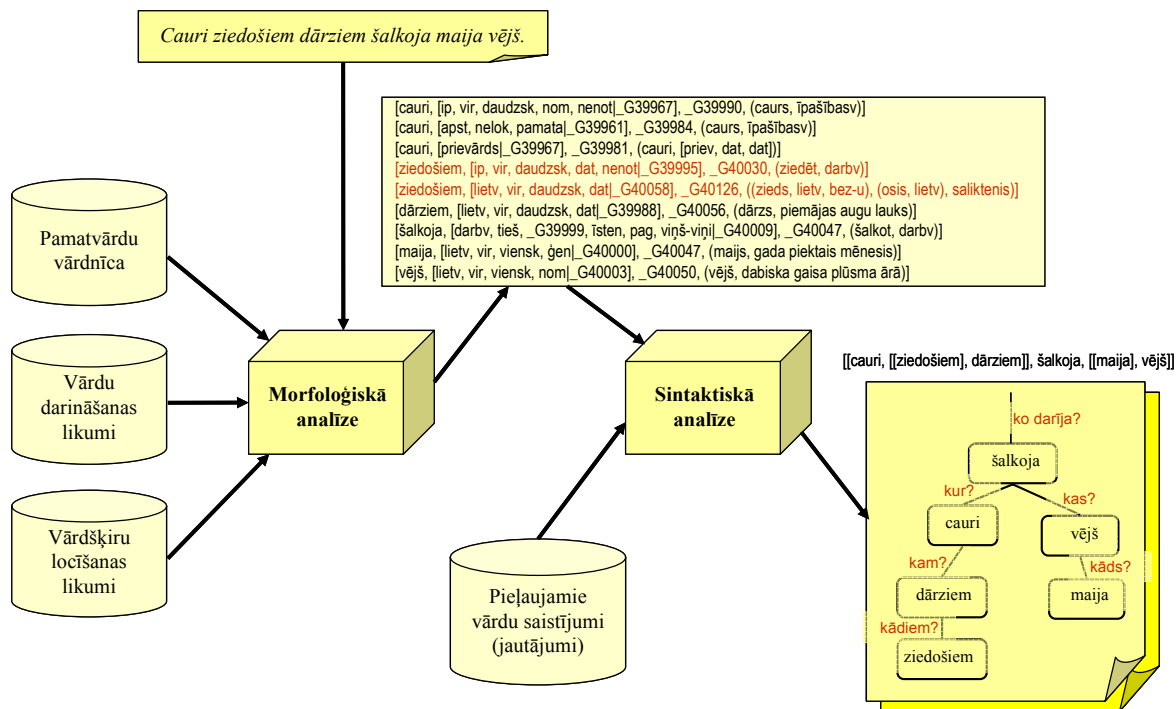 Cauri ziedošiem dārziem šalkoja maija vējš.
[cauri, [ip, vir, daudzsk, nom, nenot|_G39967], _G39990, (caurs, īpašībasv)]
[cauri, [apst, nelok, pamata|_G39961], _G39984, (caurs, īpašībasv)]
[cauri, [prievārds|_G39967], _G39981, (cauri, [priev, dat, dat])]
[ziedošiem, [ip, vir, daudzsk, dat, nenot|_G39995], _G40030, (ziedēt, darbv)]
[ziedošiem, [lietv, vir, daudzsk, dat|_G40058], _G40126, ((zieds, lietv, bez-u), (osis, lietv), saliktenis)]
[dārziem, [lietv, vir, daudzsk, dat|_G39988], _G40056, (dārzs, piemājas augu lauks)]
[šalkoja, [darbv, tieš, _G39999, īsten, pag, viņš-viņi|_G40009], _G40047, (šalkot, darbv)]
[maija, [lietv, vir, viensk, ģen|_G40000], _G40047, (maijs, gada piektais mēnesis)]
[vējš, [lietv, vir, viensk, nom|_G40003], _G40050, (vējš, dabiska gaisa plūsma ārā)]
Pamatvārdu
vārdnīca
Vārdu
darināšanas
likumi
Vārdšķiru
locīšanas
likumi
Morfoloģiskā
analīze
Sintaktiskā
analīze
Pieļaujamie
vārdu saistījumi
(jautājumi)
[[cauri, [[ziedošiem], dārziem]], šalkoja, [[maija], vējš]]
ko darīja?
šalkoja
kur?
kas?
cauri
vējš
kam?
kāds?
dārziem
maija
kādiem?
ziedošiem